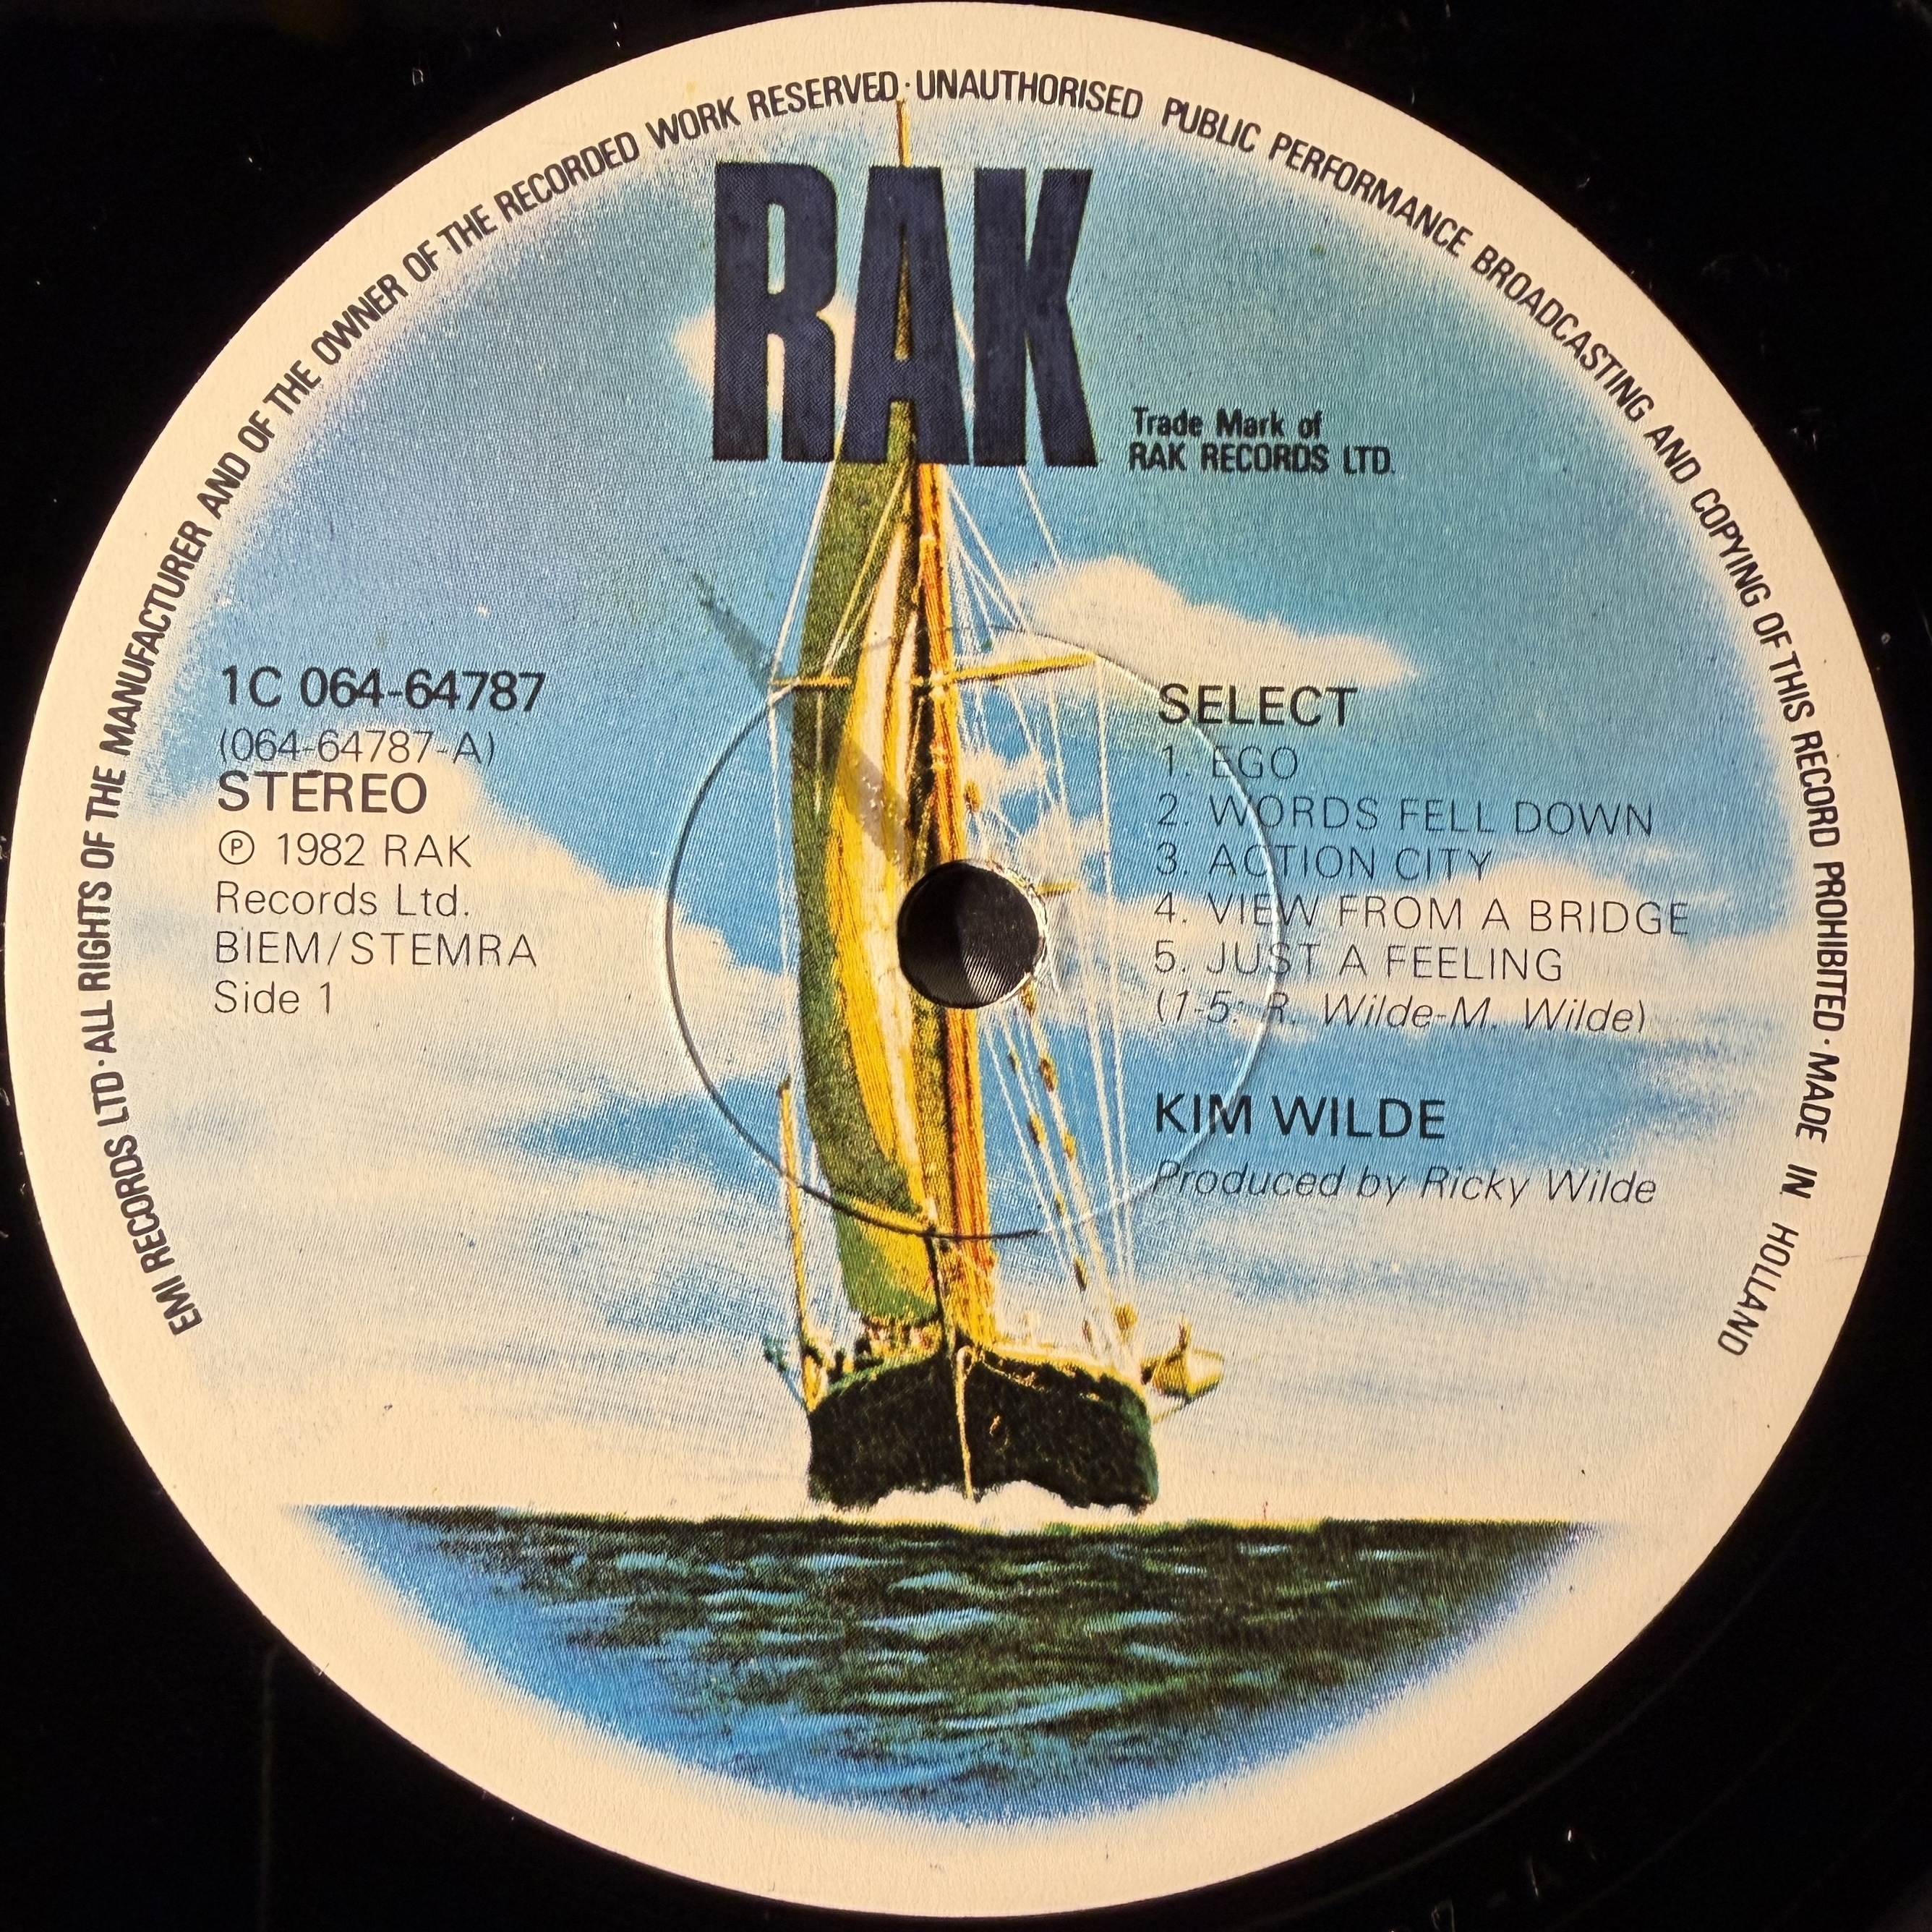 EMI RECORDS LTD·ALL RIGHTS OF THE MANUFACTURER AND OF THE OWNER OF THE RECORDED WORK RESERVED·UNAUTHORISED PUBLIC PERFORMANCE BROADCASTING AND COPYING OF THIS RECORD PROHIBITED·MADE IN HOLLAND
RAK
Trade Mark of
RAK RECORDS LTD.
1C 064-64787
(064-64787-A)
STEREO
Ⓟ 1982 RAK
Records Ltd.
BIEM/STEMRA
Side 1
SELECT
1. EGO
2. WORDS FELL DOWN
3. ACTION CITY
4. VIEW FROM A BRIDGE
5. JUST A FEELING
(1-5: R. Wilde-M. Wilde)
KIM WILDE
Produced by Ricky Wilde